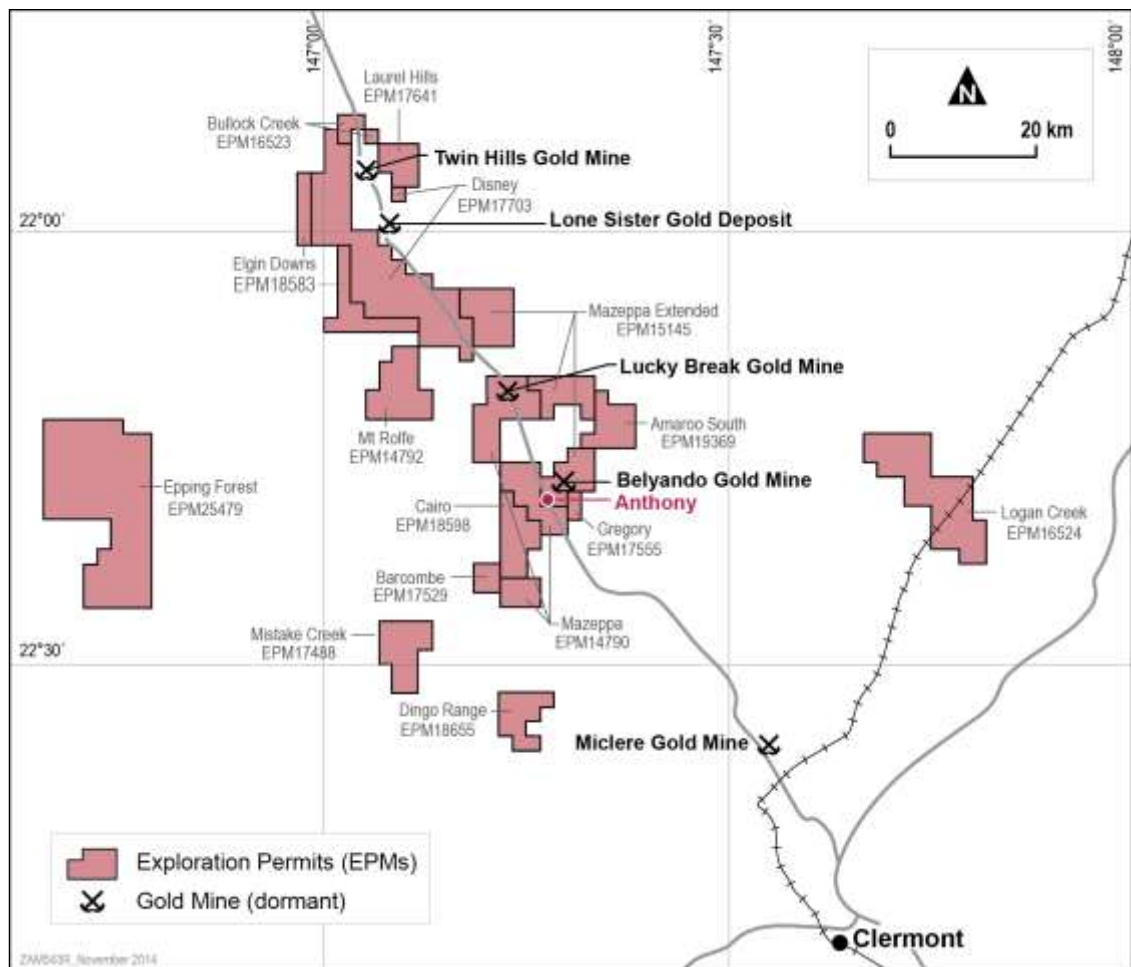 147°00´
147°30´
148°00´
Laurel Hills
EPM17641
N
Bullock Creek
EPM16523
0 20 km
Twin Hills Gold Mine
Disney
EPM17703
Lone Sister Gold Deposit
22°00´
Elgin Downs
EPM18583
Mazeppa Extended
EPM15145
Lucky Break Gold Mine
Amaroo South
EPM19369
Mt Rolfe
EPM14792
Epping Forest
EPM25479
Belyando Gold Mine
Anthony
Cairo
EPM18598
Gregory
EPM17555
Logan Creek
EPM16524
Barcombe
EPM17529
Mazeppa
EPM14790
Mistake Creek
EPM17488
22°30´
Dingo Range
EPM18655
Miclere Gold Mine
Exploration Permits (EPMs)
Gold Mine (dormant)
Clermont
November 2014